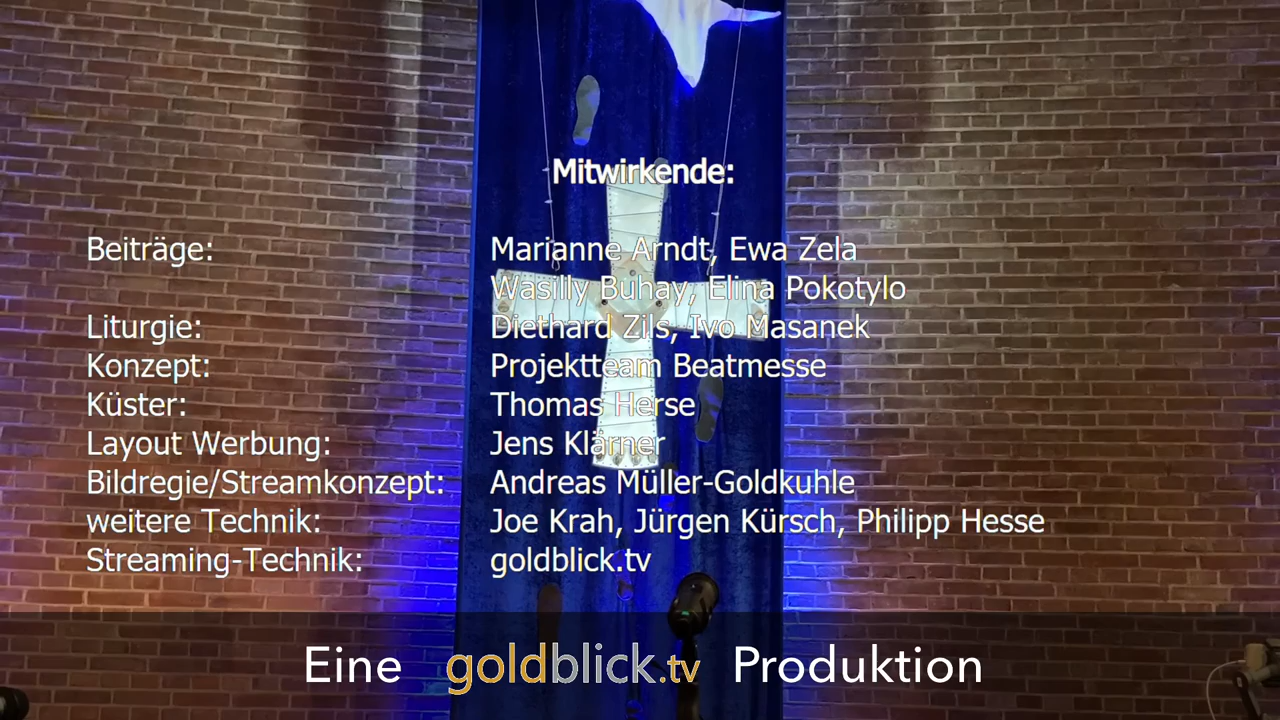 Mitwirkende:
Beiträge: Marianne Arndt, Ewa Zela
Wasilly Buhay, Elina Pokotylo
Liturgie: Diethard Zils, Ivo Masanek
Konzept: Projektteam Beatmesse
Küster: Thomas Herse
Layout Werbung: Jens Klärner
Bildregie/Streamkonzept: Andreas Müller-Goldkuhle
weitere Technik: Joe Krah, Jürgen Kürsch, Philipp Hesse
Streaming-Technik: goldblick.tv
Eine goldblick.tv Produktion